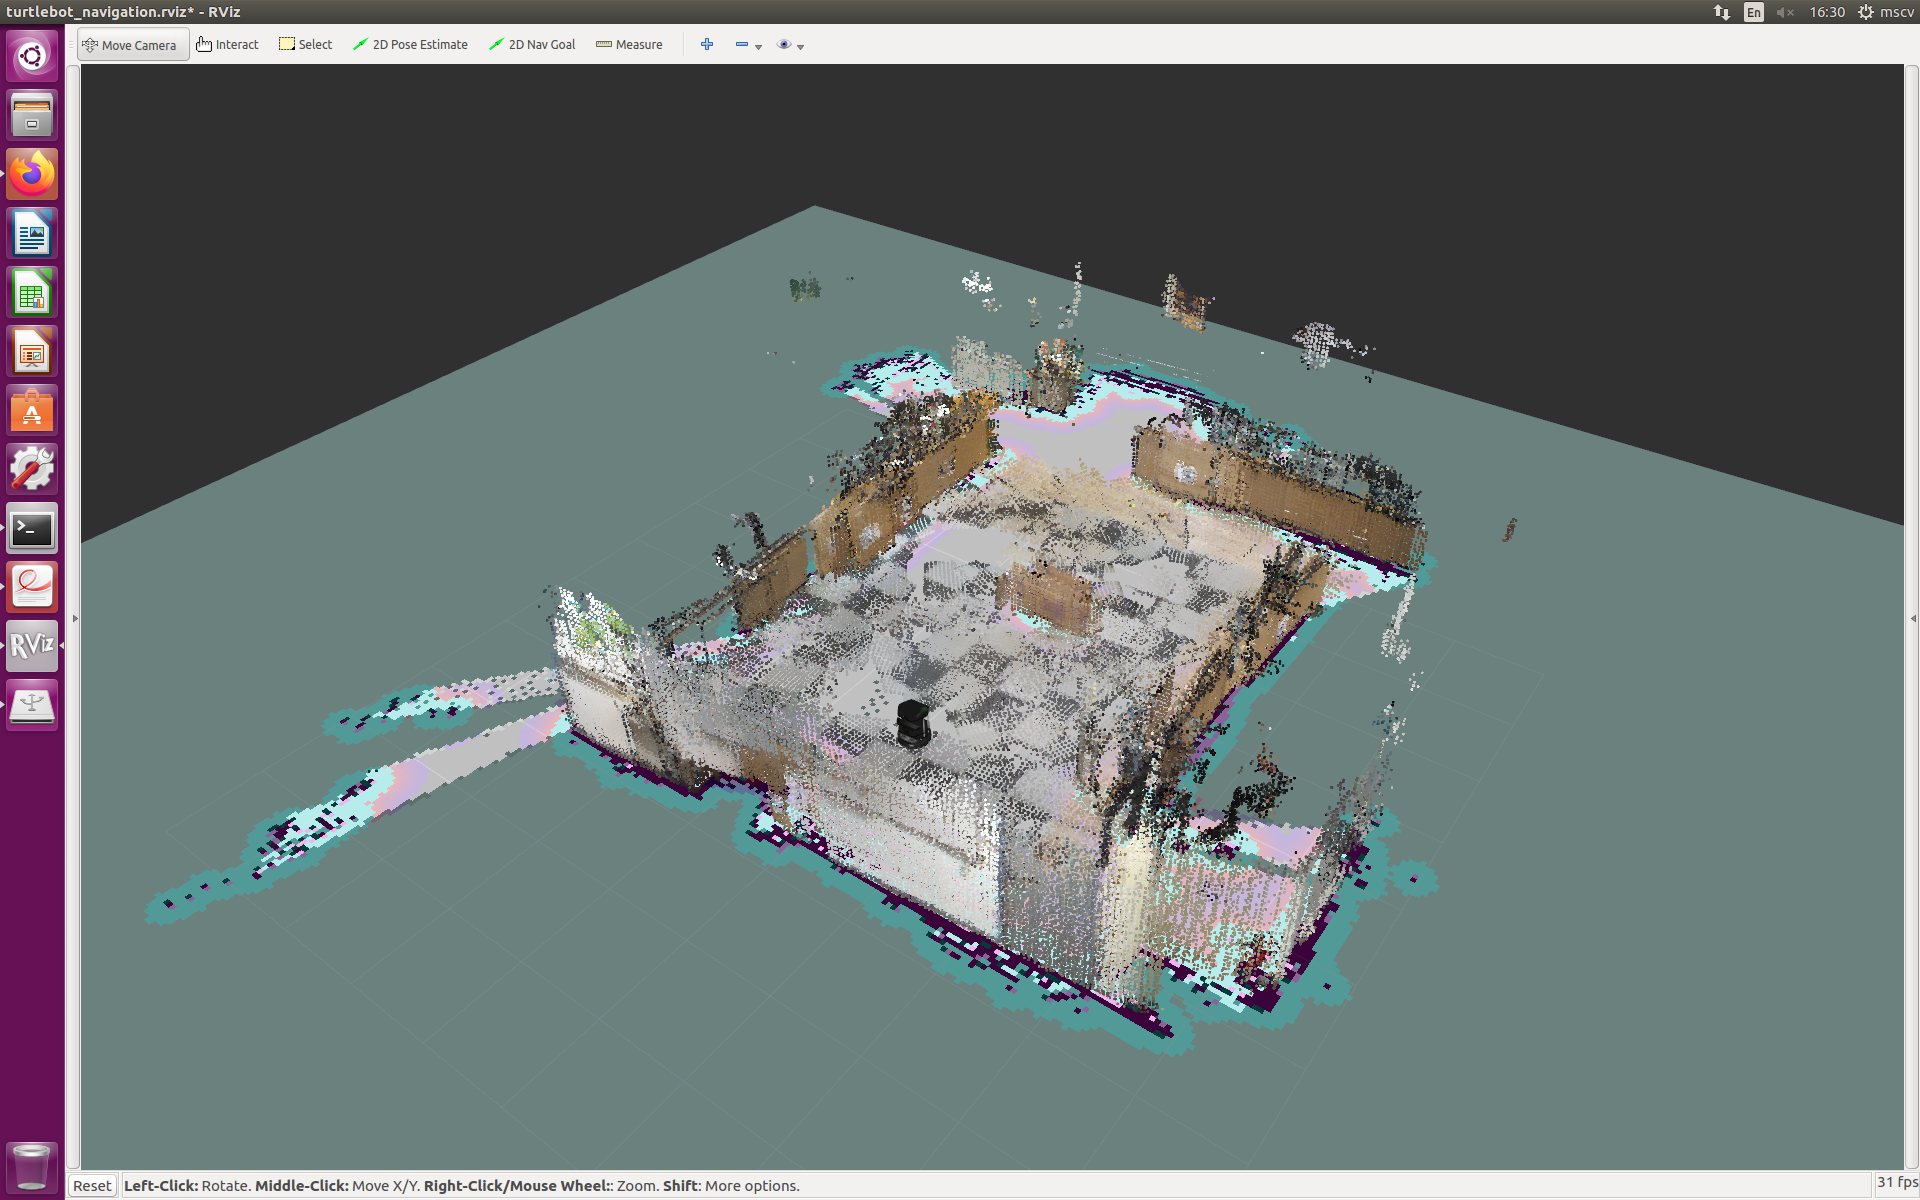 turtlebot_navigation.rviz* - RViz
En
16:30
mscv
Move Camera
Interact
Select
2D Pose Estimate
2D Nav Goal
Measure
RViz
Reset
Left-Click: Rotate. Middle-Click: Move X/Y. Right-Click/Mouse Wheel:: Zoom. Shift: More options.
31 fps